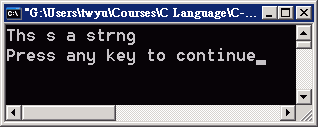 "G:\Users\twyu\Courses\C Language\C-...
Ths s a strng
Press any key to continue